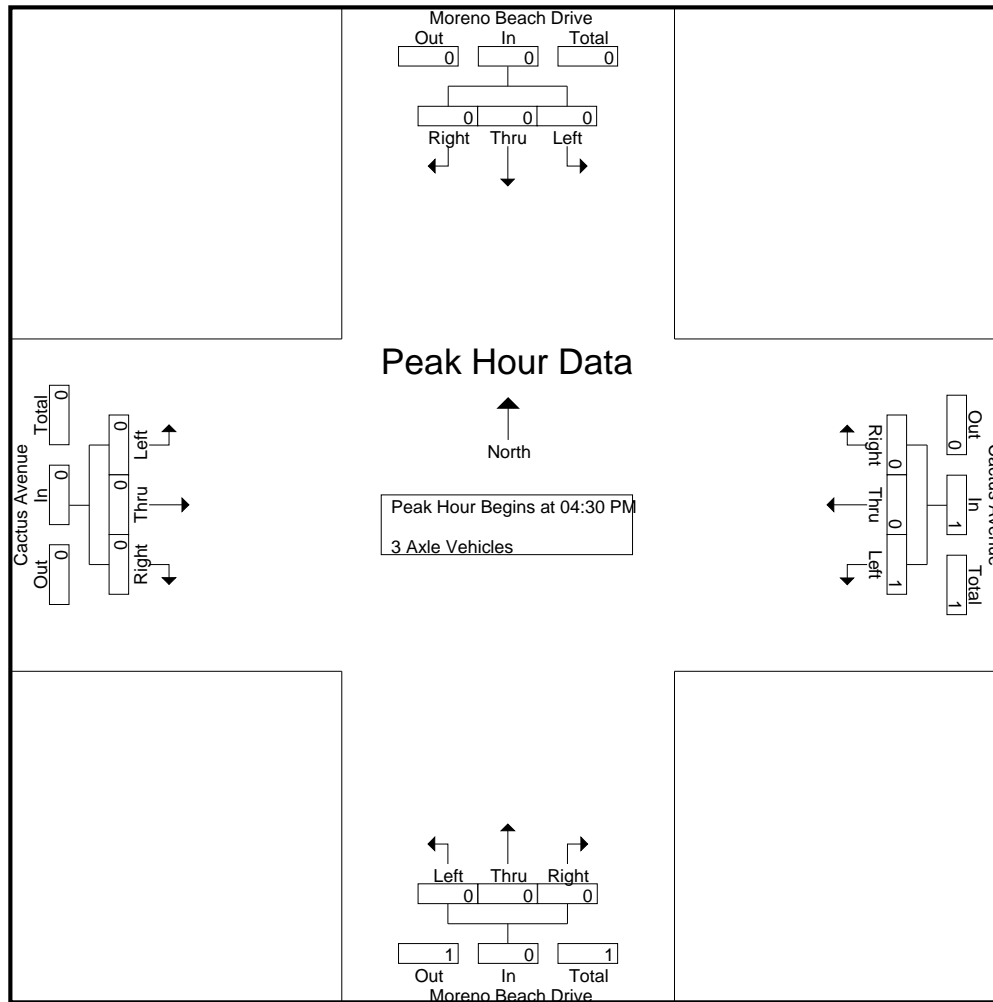 Moreno Beach Drive
Out In Total
0 0 0
0 0 0
Right Thru Left
Peak Hour Data
North
Peak Hour Begins at 04:30 PM
3 Axle Vehicles
Cactus Avenue
Out In Total
0 0 0
0 0 0
Right Thru Left
Cactus Avenue
Out In Total
0 1 1
0 0 1
Right Thru Left
Left Thru Right
0 0 0
1 0 1
Out In Total
Moreno Beach Drive